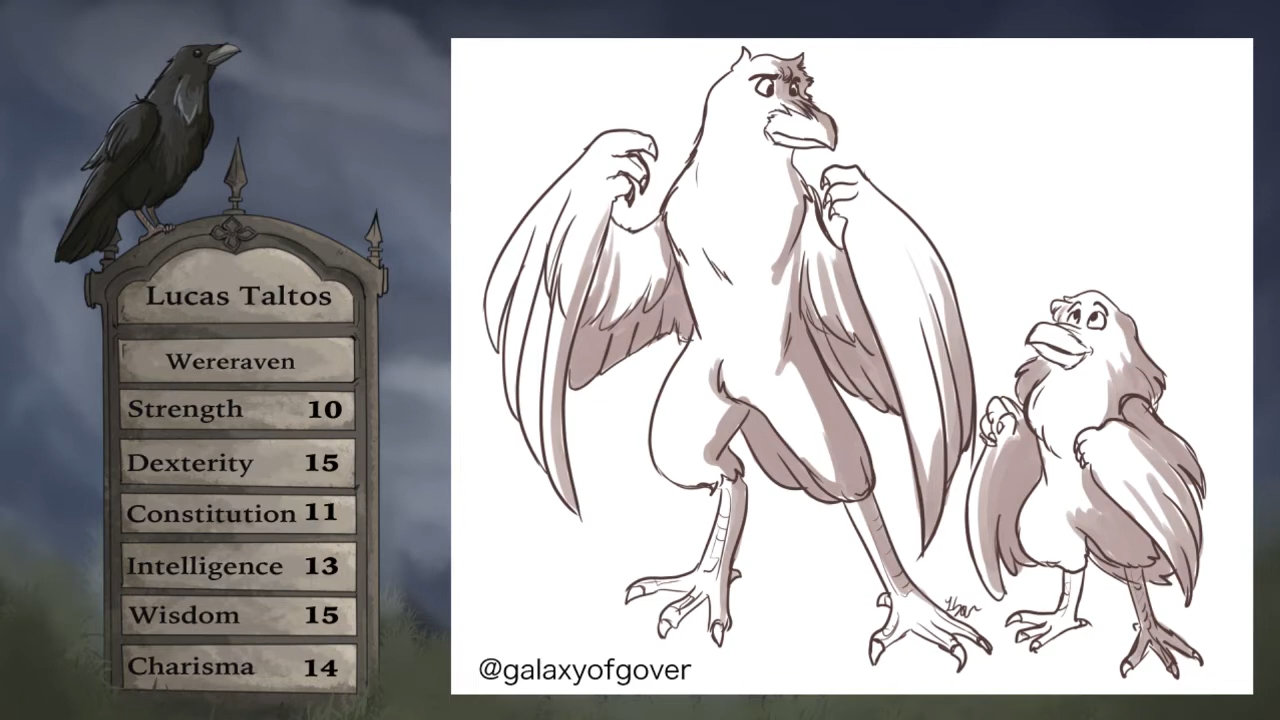 Lucas Taltos
Wereraven
Strength 10
Dexterity 15
Constitution 11
Intelligence 13
Wisdom 15
Charisma 14
@galaxyofgover